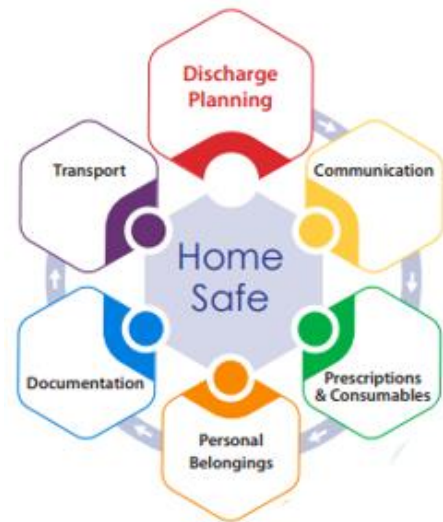 Discharge
Planning
Communication
Prescriptions
& Consumables
Personal
Belongings
Documentation
Transport
Home
Safe